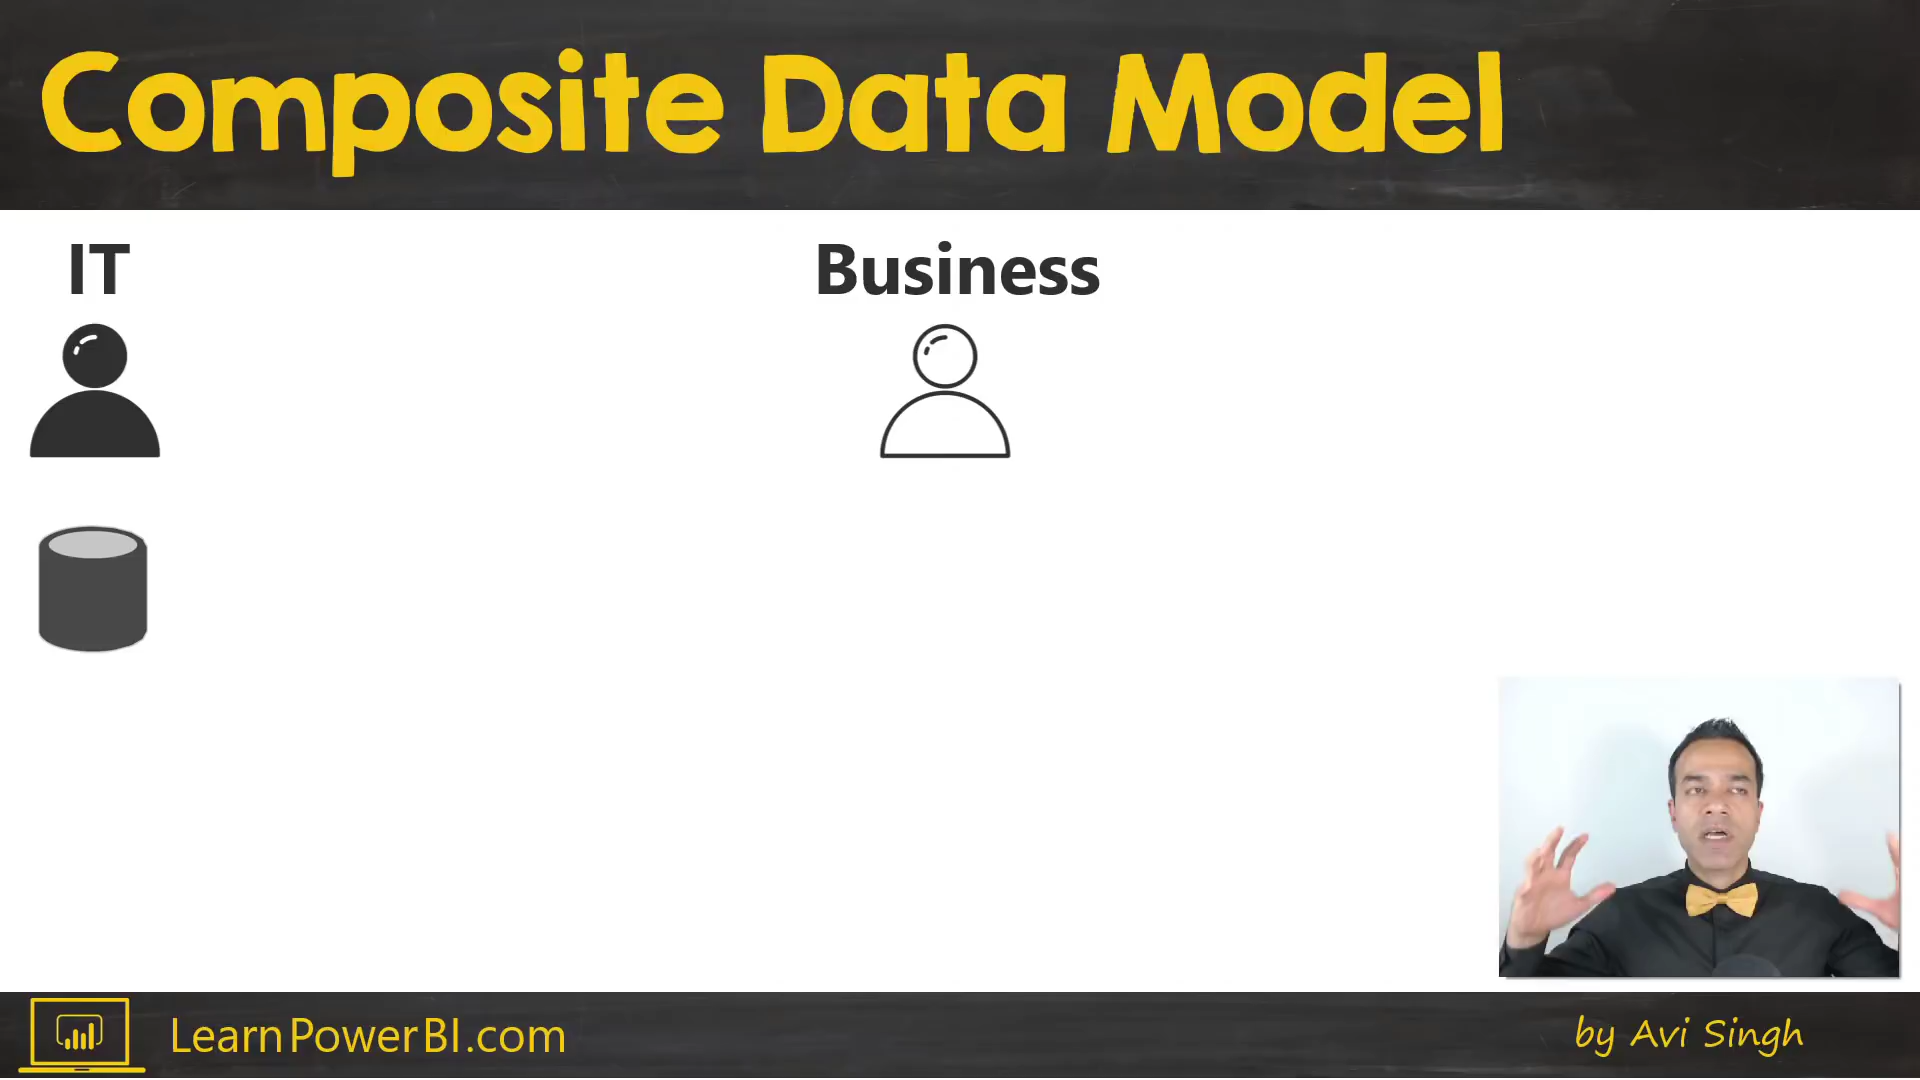 Composite Data Model
IT
Business
LearnPowerBI.com
by Avi Singh